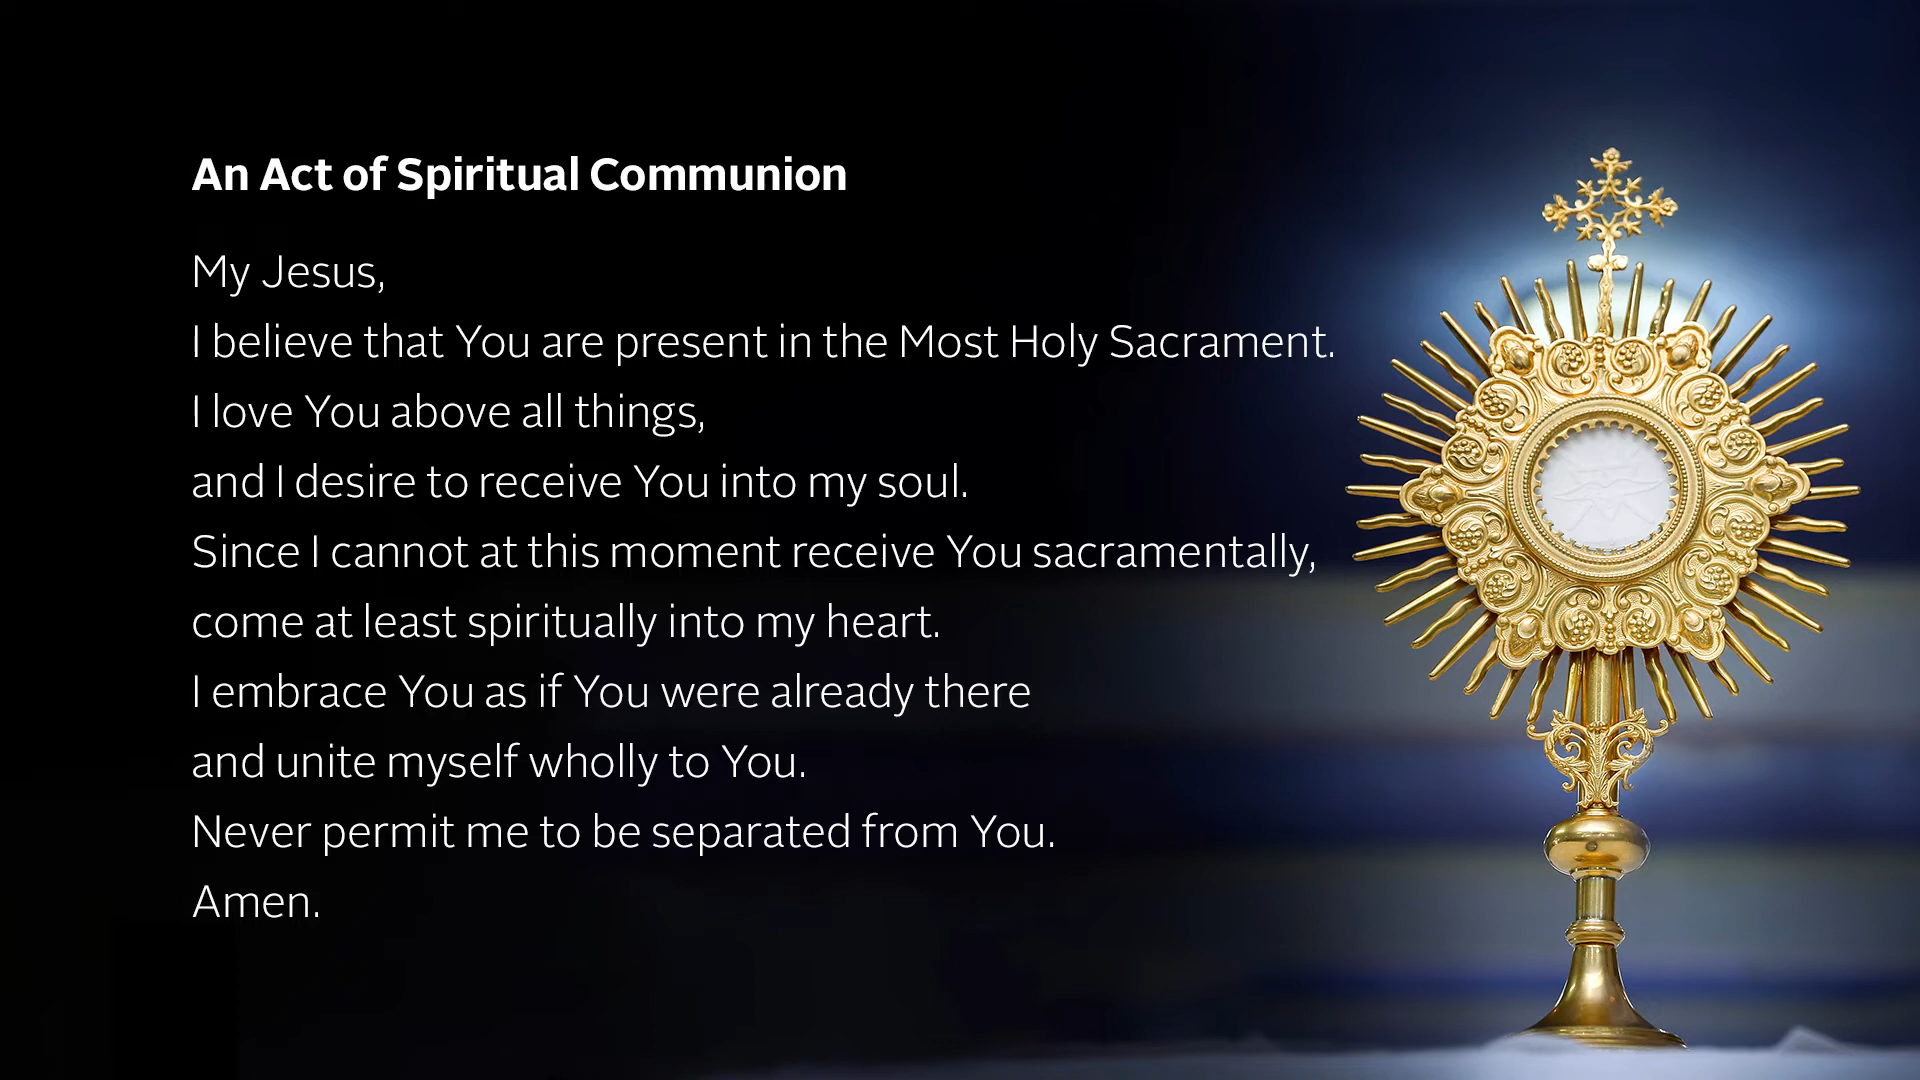 An Act of Spiritual Communion
My Jesus,
I believe that You are present in the Most Holy Sacrament.
I love You above all things,
and I desire to receive You into my soul.
Since I cannot at this moment receive You sacramentally,
come at least spiritually into my heart.
I embrace You as if You were already there
and unite myself wholly to You.
Never permit me to be separated from You.
Amen.